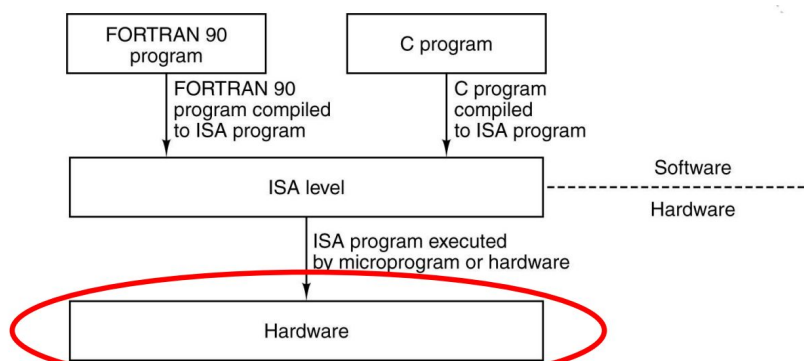 FORTRAN 90
program
C program
FORTRAN 90
program compiled
to ISA program
C program
compiled
to ISA program
ISA level
Software
Hardware
ISA program executed
by microprogram or hardware
Hardware